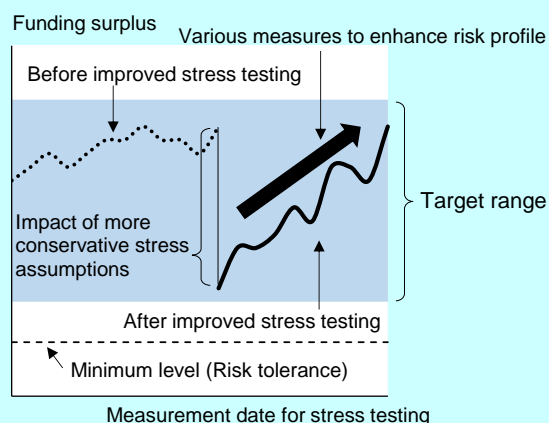 Funding surplus
Various measures to enhance risk profile
Before improved stress testing
Target range
Impact of more
conservative stress
assumptions
After improved stress testing
Minimum level (Risk tolerance)
Measurement date for stress testing